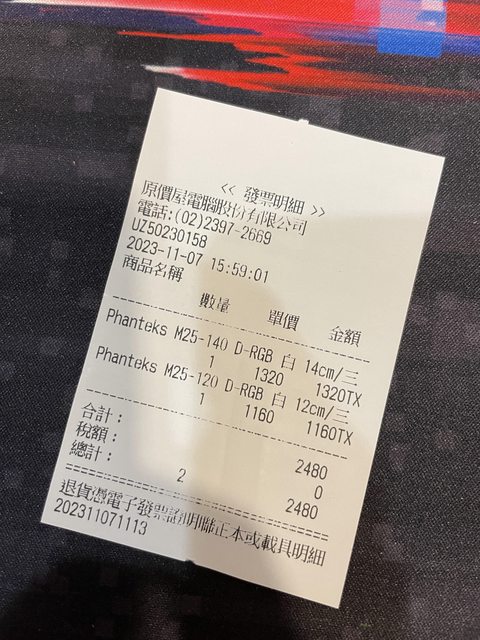 << 發票明細 >>
原價屋電腦股份有限公司
電話:(02)2397-2669
UZ50230158
2023-11-07 15:59:01
商品名稱
數量 單價 金額
Phanteks M25-140 D-RGB 白 14cm/三
1 1320 1320TX
Phanteks M25-120 D-RGB 白 12cm/三
1 1160 1160TX
合計: 2480
稅額: 0
總計: 2 2480
退貨憑電子發票證明聯正本或載具明細
202311071113